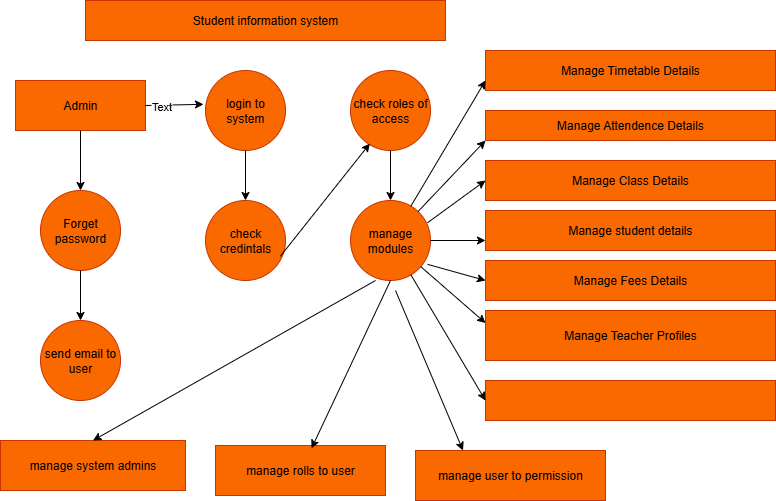 Student information system
Admin
Text
login to
system
check roles of
access
Manage Timetable Details
Manage Attendence Details
Manage Class Details
Forget
password
check
credintals
manage
modules
Manage student details
Manage Fees Details
send email to
user
Manage Teacher Profiles
manage system admins
manage rolls to user
manage user to permission